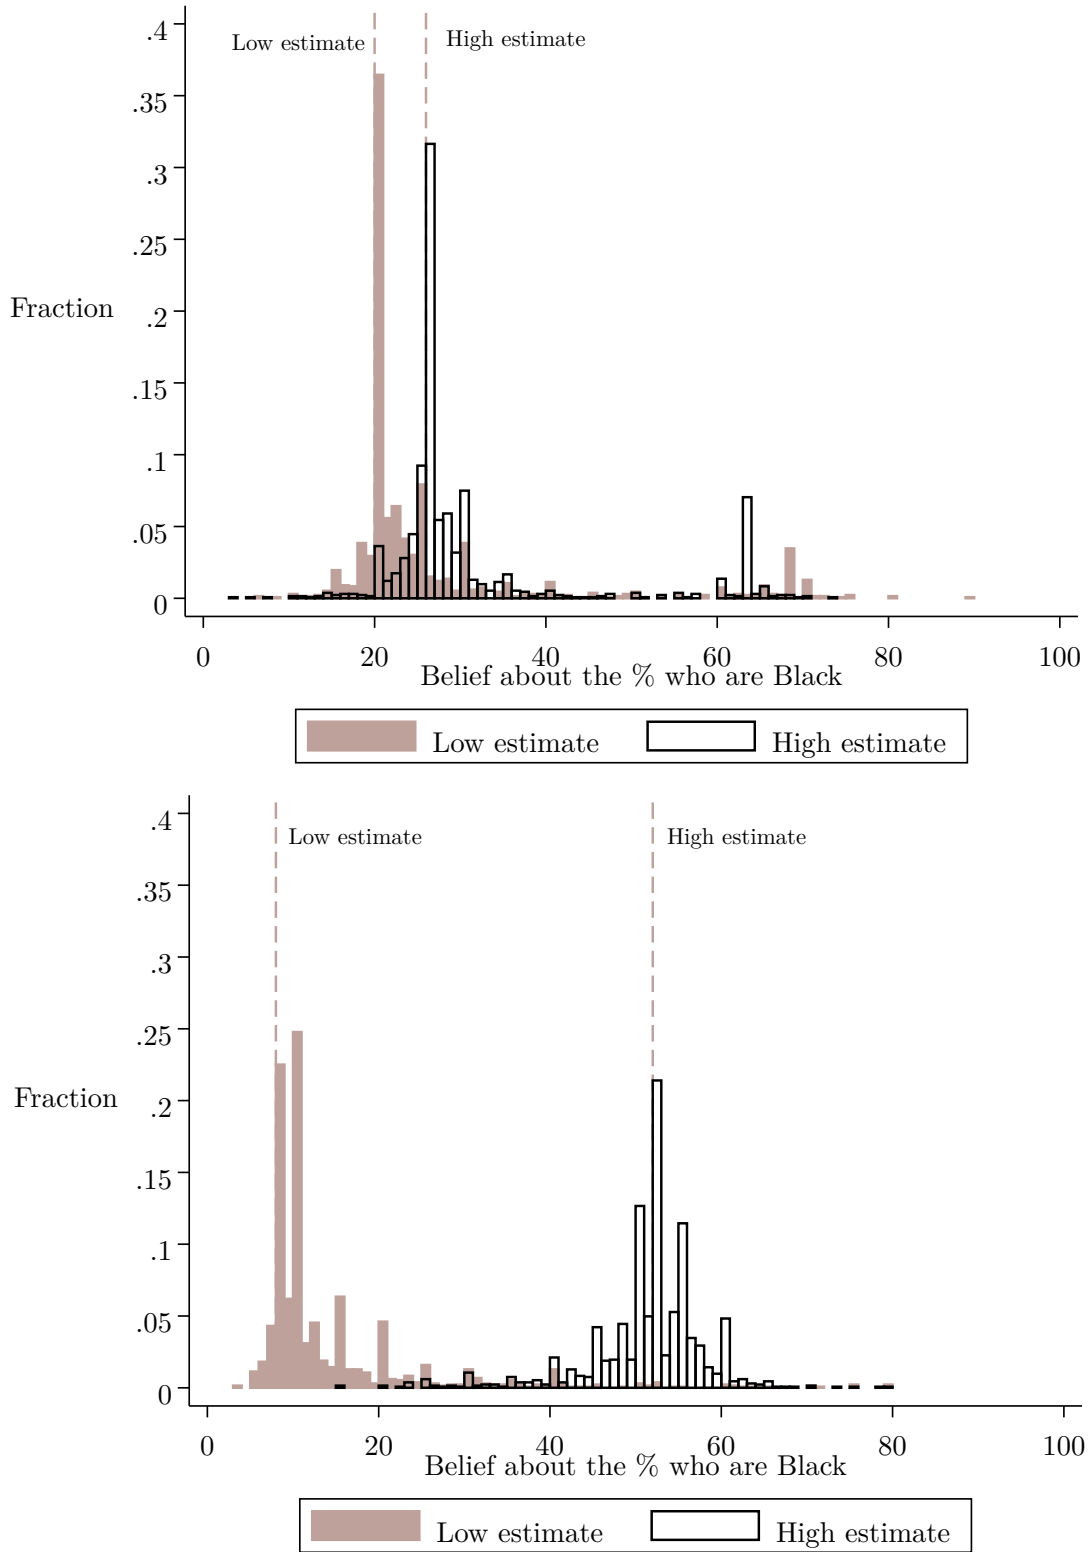 .4
Low estimate
High estimate
.35
.3
.25
Fraction
.2
.15
.1
.05
0
0 20 40 60 80 100
Belief about the % who are Black
Low estimate High estimate
.4
Low estimate
High estimate
.35
.3
.25
Fraction
.2
.15
.1
.05
0
0 20 40 60 80 100
Belief about the % who are Black
Low estimate High estimate